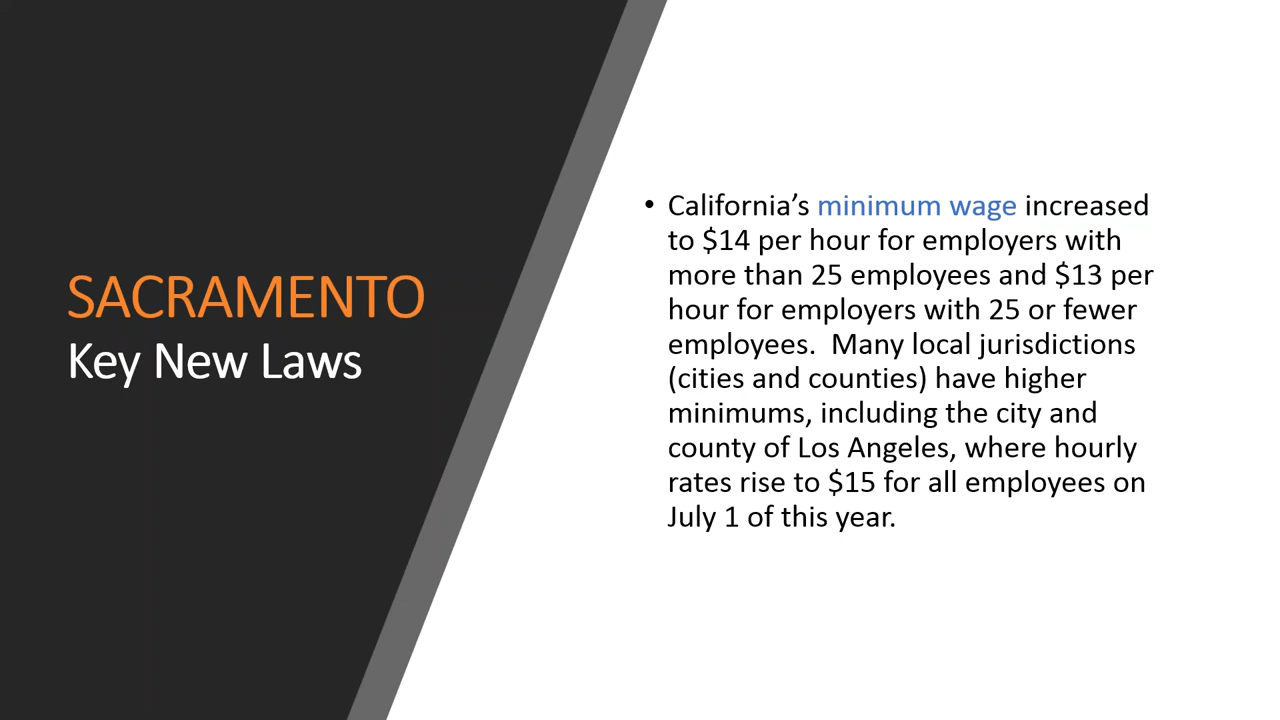 SACRAMENTO
Key New Laws
• California’s minimum wage increased
to $14 per hour for employers with
more than 25 employees and $13 per
hour for employers with 25 or fewer
employees.  Many local jurisdictions
(cities and counties) have higher
minimums, including the city and
county of Los Angeles, where hourly
rates rise to $15 for all employees on
July 1 of this year.